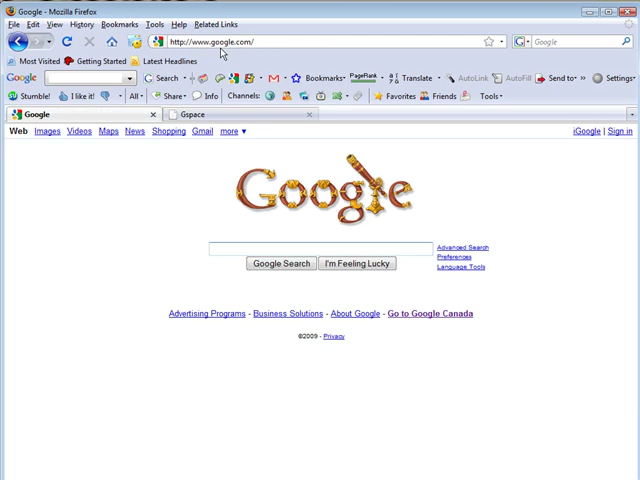 Google - Mozilla Firefox
File Edit View History Bookmarks Tools Help Related Links
http://www.google.com/ Google
Most Visited Getting Started Latest Headlines
Google Search Bookmarks PageRank Translate AutoLink AutoFill Send to Settings
Stumble! I like it! All Share Info Channels: Favorites Friends Tools
Google Gspace
Web Images Videos Maps News Shopping Gmail more ▼ iGoogle | Sign in
Google
Advanced Search
Preferences
Language Tools
Google Search I'm Feeling Lucky
Advertising Programs - Business Solutions - About Google - Go to Google Canada
©2009 - Privacy